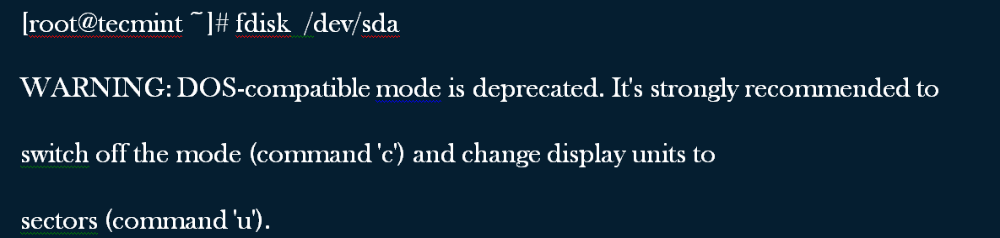 [root@tecmint ~]# fdisk  /dev/sda
WARNING: DOS-compatible mode is deprecated. It's strongly recommended to
switch off the mode (command 'c') and change display units to
sectors (command 'u').